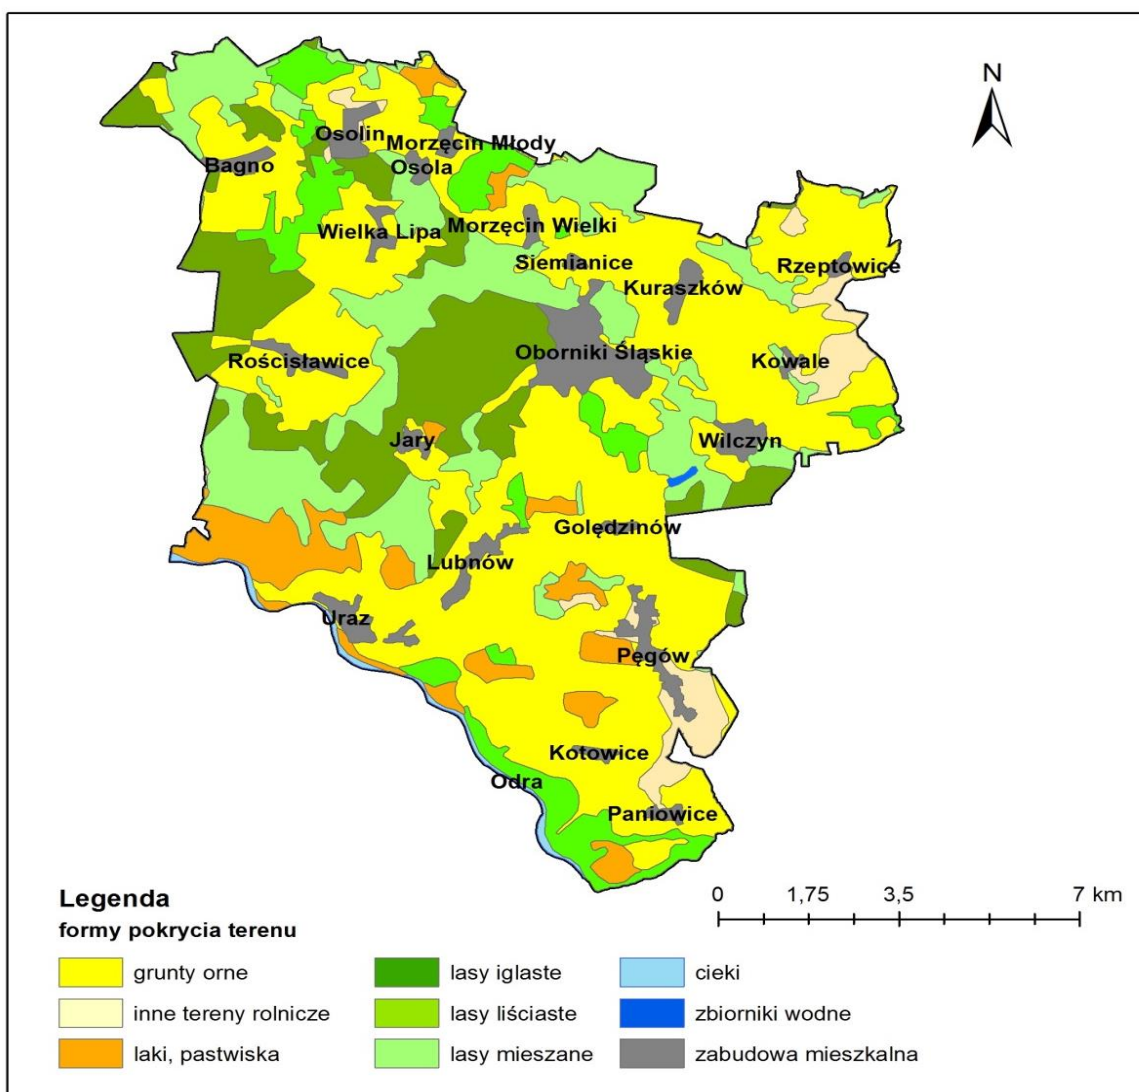 N
Osolin
Morzęcin Młody
Bagno
Osola
Wielka Lipa
Morzęcin Wielki
Siemianice
Rzeptowice
Kuraszków
Oborniki Śląskie
Rościsławice
Kowale
Jary
Wilczyn
Golędzinów
Lubnów
Uraz
Pęgów
Kotowice
Odra
Paniowice
Legenda
formy pokrycia terenu
0 1,75 3,5 7 km
grunty orne
inne tereny rolnicze
laki, pastwiska
lasy iglaste
lasy liściaste
lasy mieszane
cieki
zbiorniki wodne
zabudowa mieszkalna